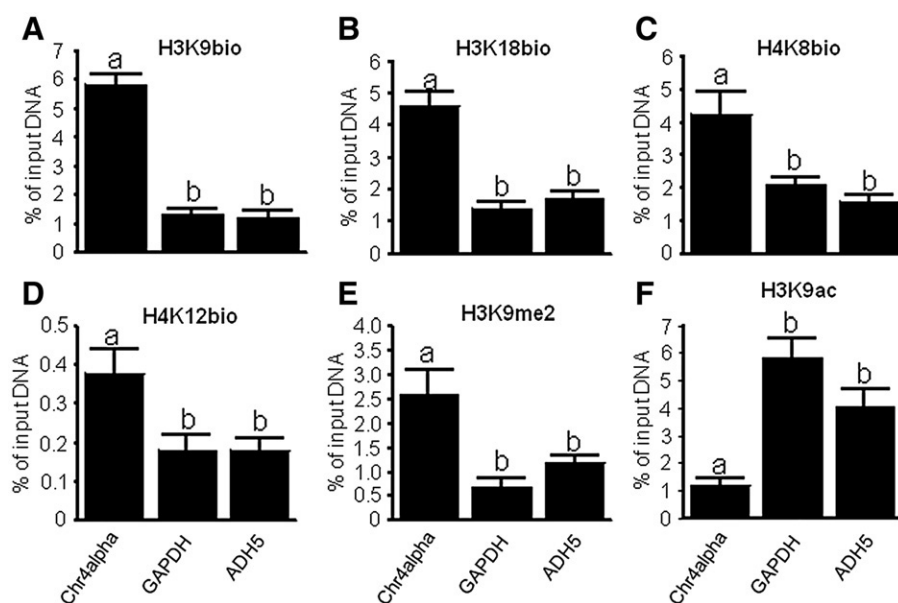 A
H3K9bio
% of input DNA
7
6
5
4
3
2
1
0
a
b
b
B
H3K18bio
% of input DNA
6
5
4
3
2
1
0
a
b
b
C
H4K8bio
% of input DNA
6
5
4
3
2
1
0
a
b
b
D
H4K12bio
% of input DNA
0.5
0.4
0.3
0.2
0.1
0
a
b
b
Chr4alpha
GAPDH
ADH5
E
H3K9me2
% of input DNA
4.0
3.5
3.0
2.5
2.0
1.5
1.0
0.5
0
a
b
b
Chr4alpha
GAPDH
ADH5
F
H3K9ac
% of input DNA
7
6
5
4
3
2
1
0
a
b
b
Chr4alpha
GAPDH
ADH5